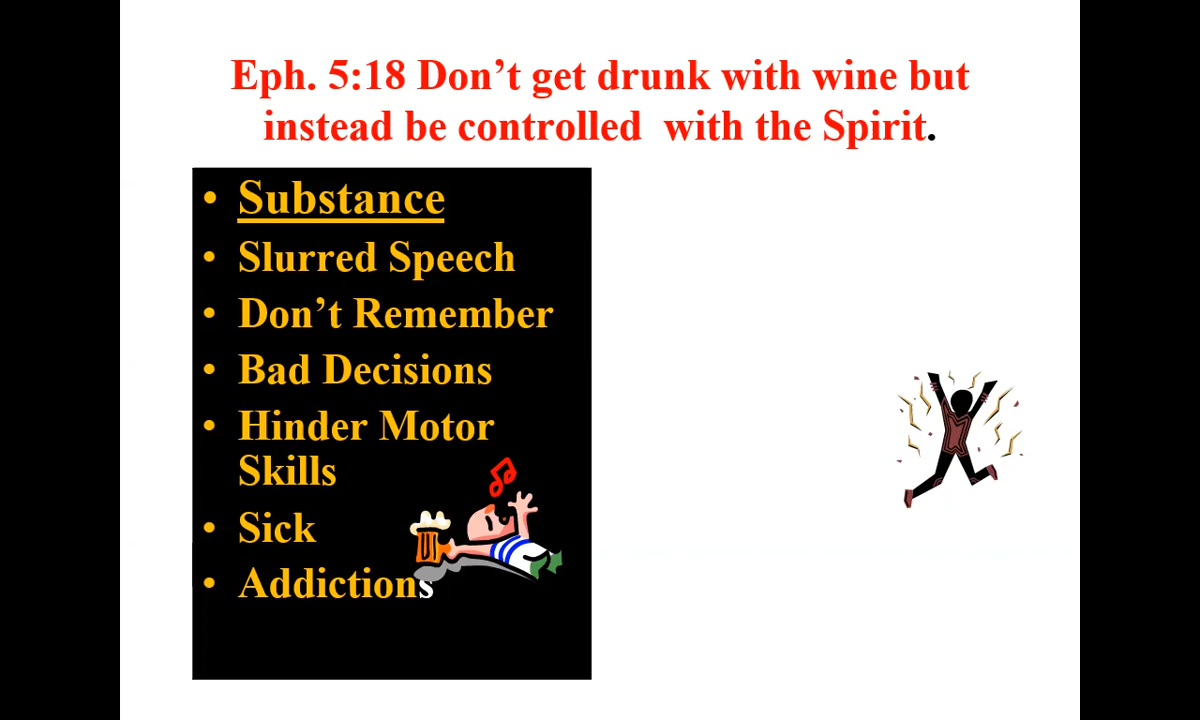 Eph. 5:18 Don’t get drunk with wine but
instead be controlled with the Spirit.
• Substance
• Slurred Speech
• Don’t Remember
• Bad Decisions
• Hinder Motor
Skills
• Sick
• Addictions